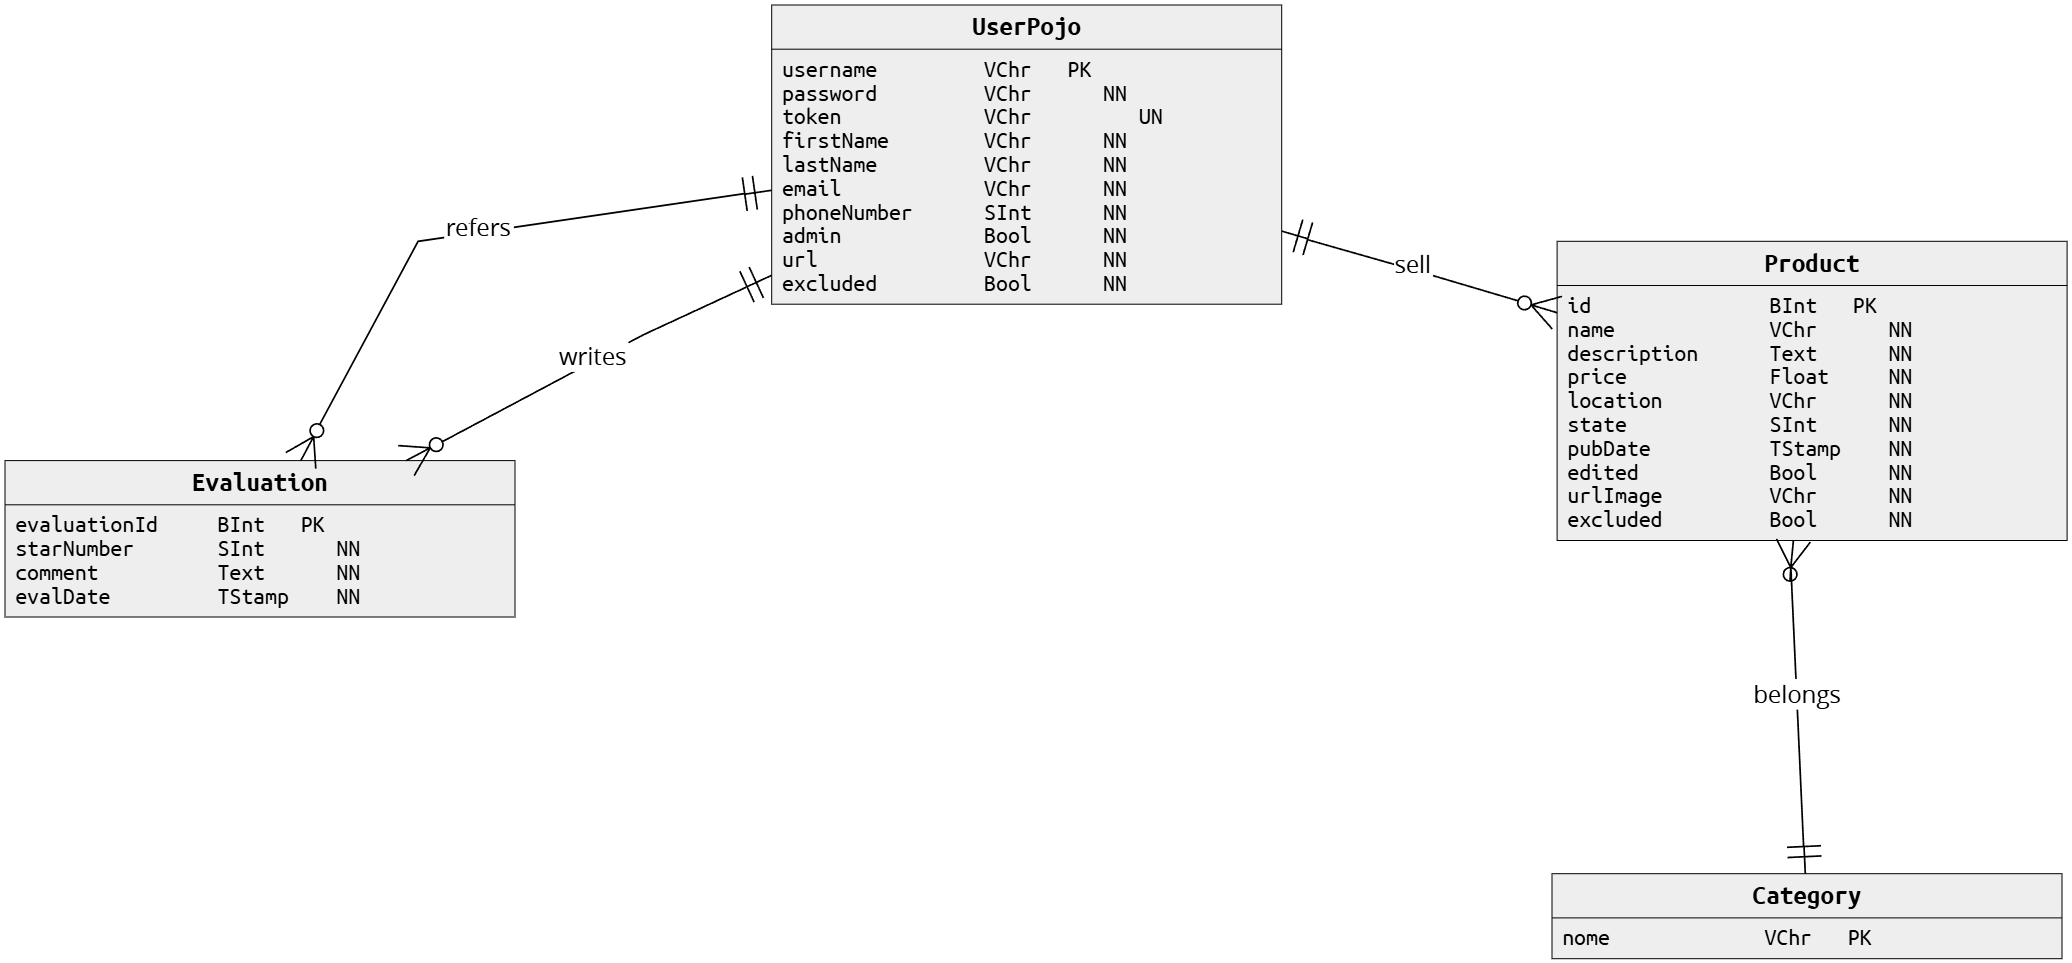 UserPojo
username VChr PK
password VChr NN
token VChr UN
firstName VChr NN
lastName VChr NN
email VChr NN
phoneNumber SInt NN
admin Bool NN
url VChr NN
excluded Bool NN
refers
writes
sell
Evaluation
evaluationId BInt PK
starNumber SInt NN
comment Text NN
evalDate TStamp NN
Product
id BInt PK
name VChr NN
description Text NN
price Float NN
location VChr NN
state SInt NN
pubDate TStamp NN
edited Bool NN
urlImage VChr NN
excluded Bool NN
belongs
Category
nome VChr PK